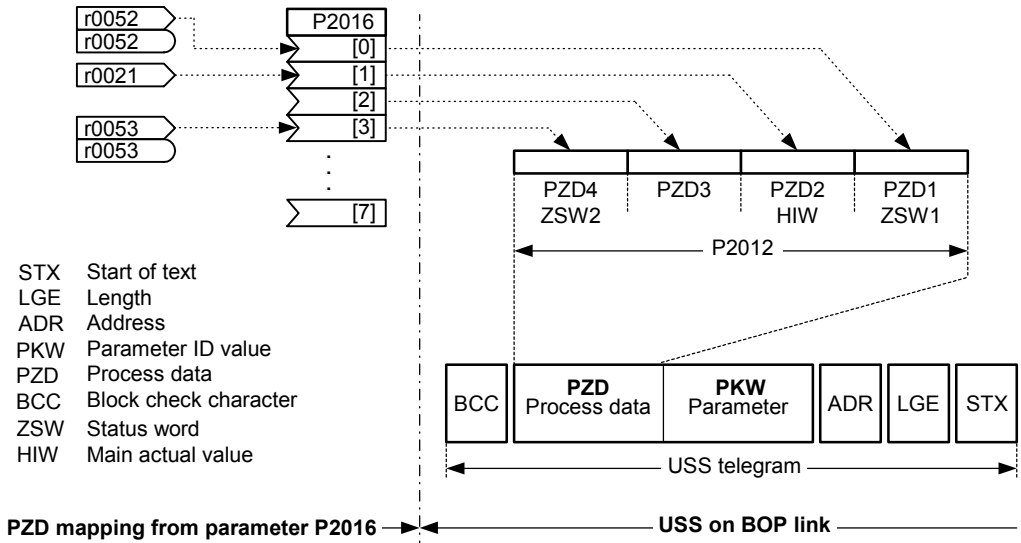 r0052
r0052
r0021
r0053
r0053
P2016
[0]
[1]
[2]
[3]
[7]
PZD4 PZD3 PZD2 PZD1
ZSW2 HIW ZSW1
P2012
STX Start of text
LGE Length
ADR Address
PKW Parameter ID value
PZD Process data
BCC Block check character
ZSW Status word
HIW Main actual value
BCC
PZD
Process data
PKW
Parameter
ADR
LGE
STX
USS telegram
PZD mapping from parameter P2016
USS on BOP link